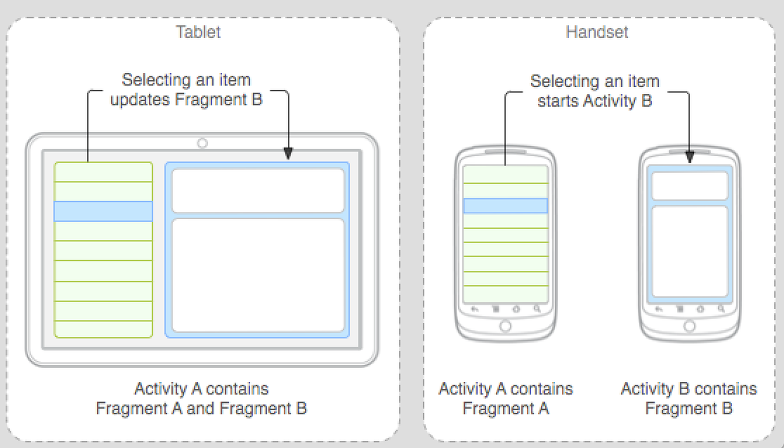 Tablet
Selecting an item
updates Fragment B
Activity A contains
Fragment A and Fragment B
Handset
Selecting an item
starts Activity B
Activity A contains
Fragment A
Activity B contains
Fragment B